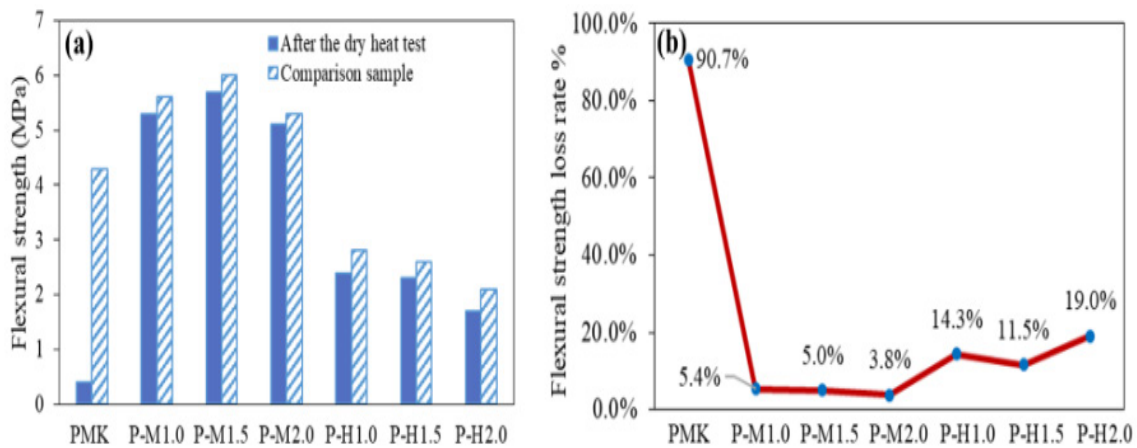 (a)
After the dry heat test
Comparison sample
Flexural strength (MPa)
7
6
5
4
3
2
1
0
PMK P-M1.0 P-M1.5 P-M2.0 P-H1.0 P-H1.5 P-H2.0
(b)
Flexural strength loss rate %
100.0%
80.0%
60.0%
40.0%
20.0%
0.0%
90.7%
5.4%
5.0%
3.8%
14.3%
11.5%
19.0%
PMK P-M1.0 P-M1.5 P-M2.0 P-H1.0 P-H1.5 P-H2.0